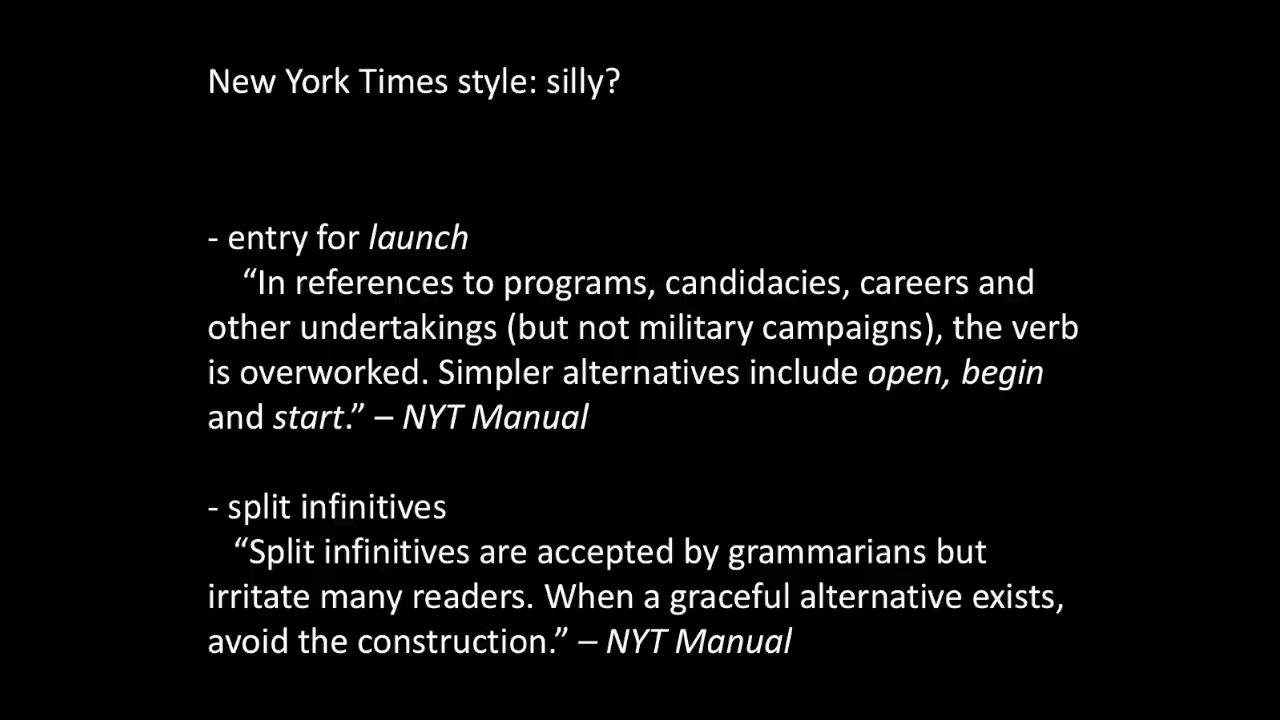 New York Times style: silly?
- entry for launch
“In references to programs, candidacies, careers and
other undertakings (but not military campaigns), the verb
is overworked. Simpler alternatives include open, begin
and start.” – NYT Manual
- split infinitives
“Split infinitives are accepted by grammarians but
irritate many readers. When a graceful alternative exists,
avoid the construction.” – NYT Manual